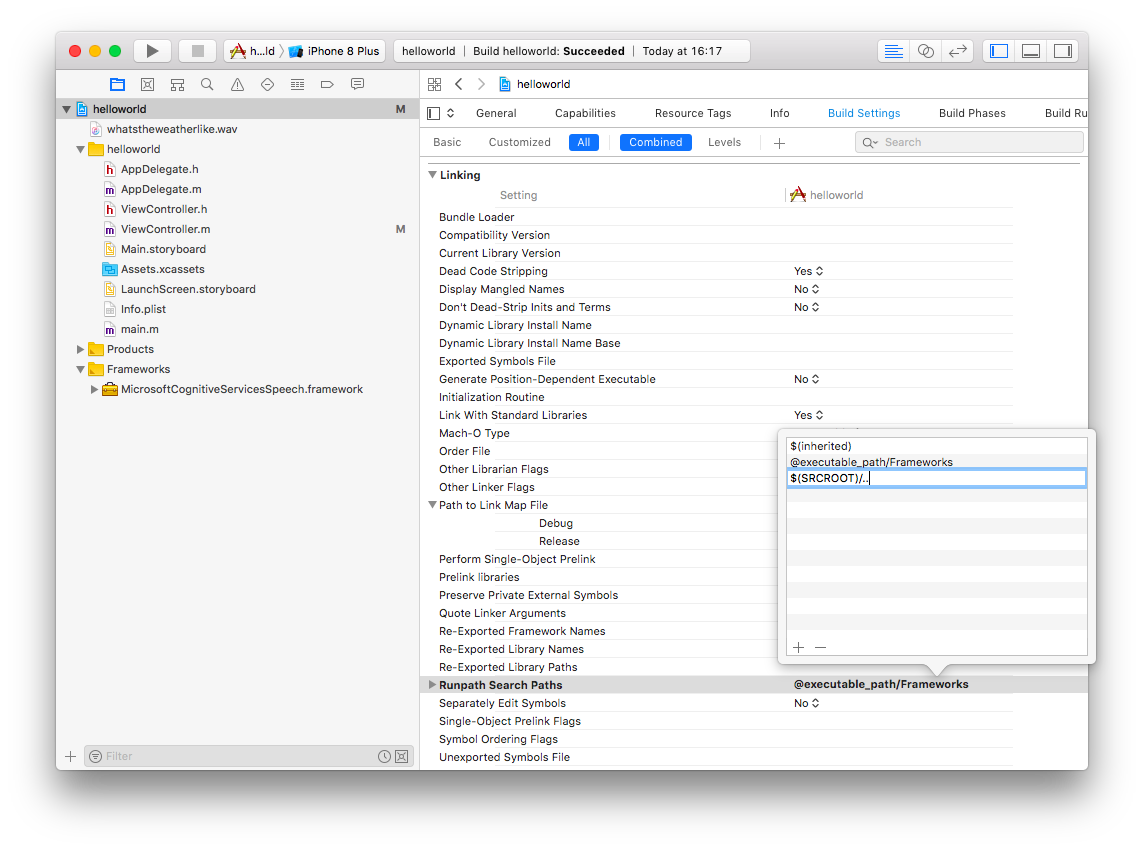 h...ld iPhone 8 Plus helloworld Build helloworld: Succeeded Today at 16:17
helloworld M
whatstheweatherlike.wav
helloworld
AppDelegate.h
AppDelegate.m
ViewController.h
ViewController.m M
Main.storyboard
Assets.xcassets
LaunchScreen.storyboard
Info.plist
main.m
Products
Frameworks
MicrosoftCognitiveServicesSpeech.framework
Filter
helloworld
General Capabilities Resource Tags Info Build Settings Build Phases Build Ru
Basic Customized All Combined Levels Search
Linking
Setting helloworld
Bundle Loader
Compatibility Version
Current Library Version
Dead Code Stripping Yes
Display Mangled Names No
Don't Dead-Strip Inits and Terms No
Dynamic Library Install Name
Dynamic Library Install Name Base
Exported Symbols File
Generate Position-Dependent Executable No
Initialization Routine
Link With Standard Libraries Yes
Mach-O Type
Order File
Other Librarian Flags
Other Linker Flags
Path to Link Map File
Debug
Release
Perform Single-Object Prelink
Prelink libraries
Preserve Private External Symbols
Quote Linker Arguments
Re-Exported Framework Names
Re-Exported Library Names
Re-Exported Library Paths
Runpath Search Paths @executable_path/Frameworks
Separately Edit Symbols No
Single-Object Prelink Flags
Symbol Ordering Flags
Unexported Symbols File
$(inherited)
@executable_path/Frameworks
$(SRCROOT)/..